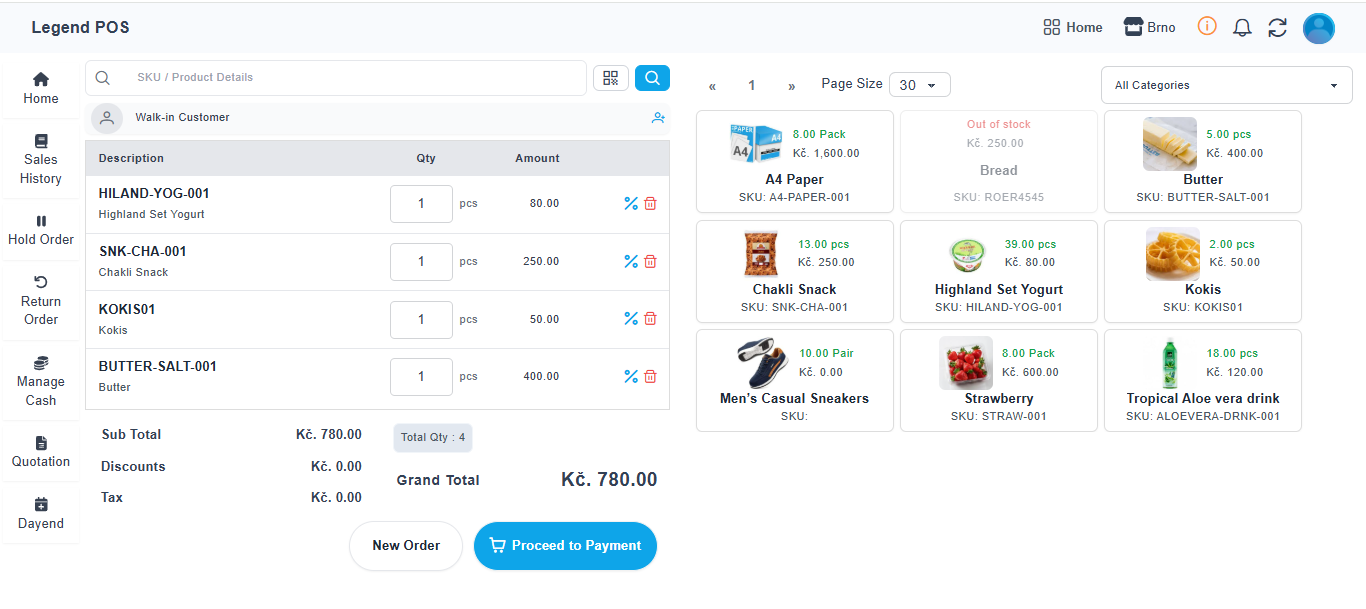 Legend POS
Home
Brno
Home
Sales
History
Hold Order
Return
Order
Manage
Cash
Quotation
Dayend
SKU / Product Details
Walk-in Customer
Description Qty Amount
HILAND-YOG-001
Highland Set Yogurt
1 pcs 80.00
SNK-CHA-001
Chakli Snack
1 pcs 250.00
KOKIS01
Kokis
1 pcs 50.00
BUTTER-SALT-001
Butter
1 pcs 400.00
Sub Total Kč. 780.00
Discounts Kč. 0.00
Tax Kč. 0.00
Total Qty : 4
Grand Total Kč. 780.00
New Order
Proceed to Payment
« 1 » Page Size 30
All Categories
PAPER
A4
A4
8.00 Pack
Kč. 1,600.00
A4 Paper
SKU: A4-PAPER-001
Out of stock
Kč. 250.00
Bread
SKU: ROER4545
5.00 pcs
Kč. 400.00
Butter
SKU: BUTTER-SALT-001
13.00 pcs
Kč. 250.00
Chakli Snack
SKU: SNK-CHA-001
39.00 pcs
Kč. 80.00
Highland Set Yogurt
SKU: HILAND-YOG-001
2.00 pcs
Kč. 50.00
Kokis
SKU: KOKIS01
10.00 Pair
Kč. 0.00
Men’s Casual Sneakers
SKU:
8.00 Pack
Kč. 600.00
Strawberry
SKU: STRAW-001
18.00 pcs
Kč. 120.00
Tropical Aloe vera drink
SKU: ALOEVERA-DRNK-001